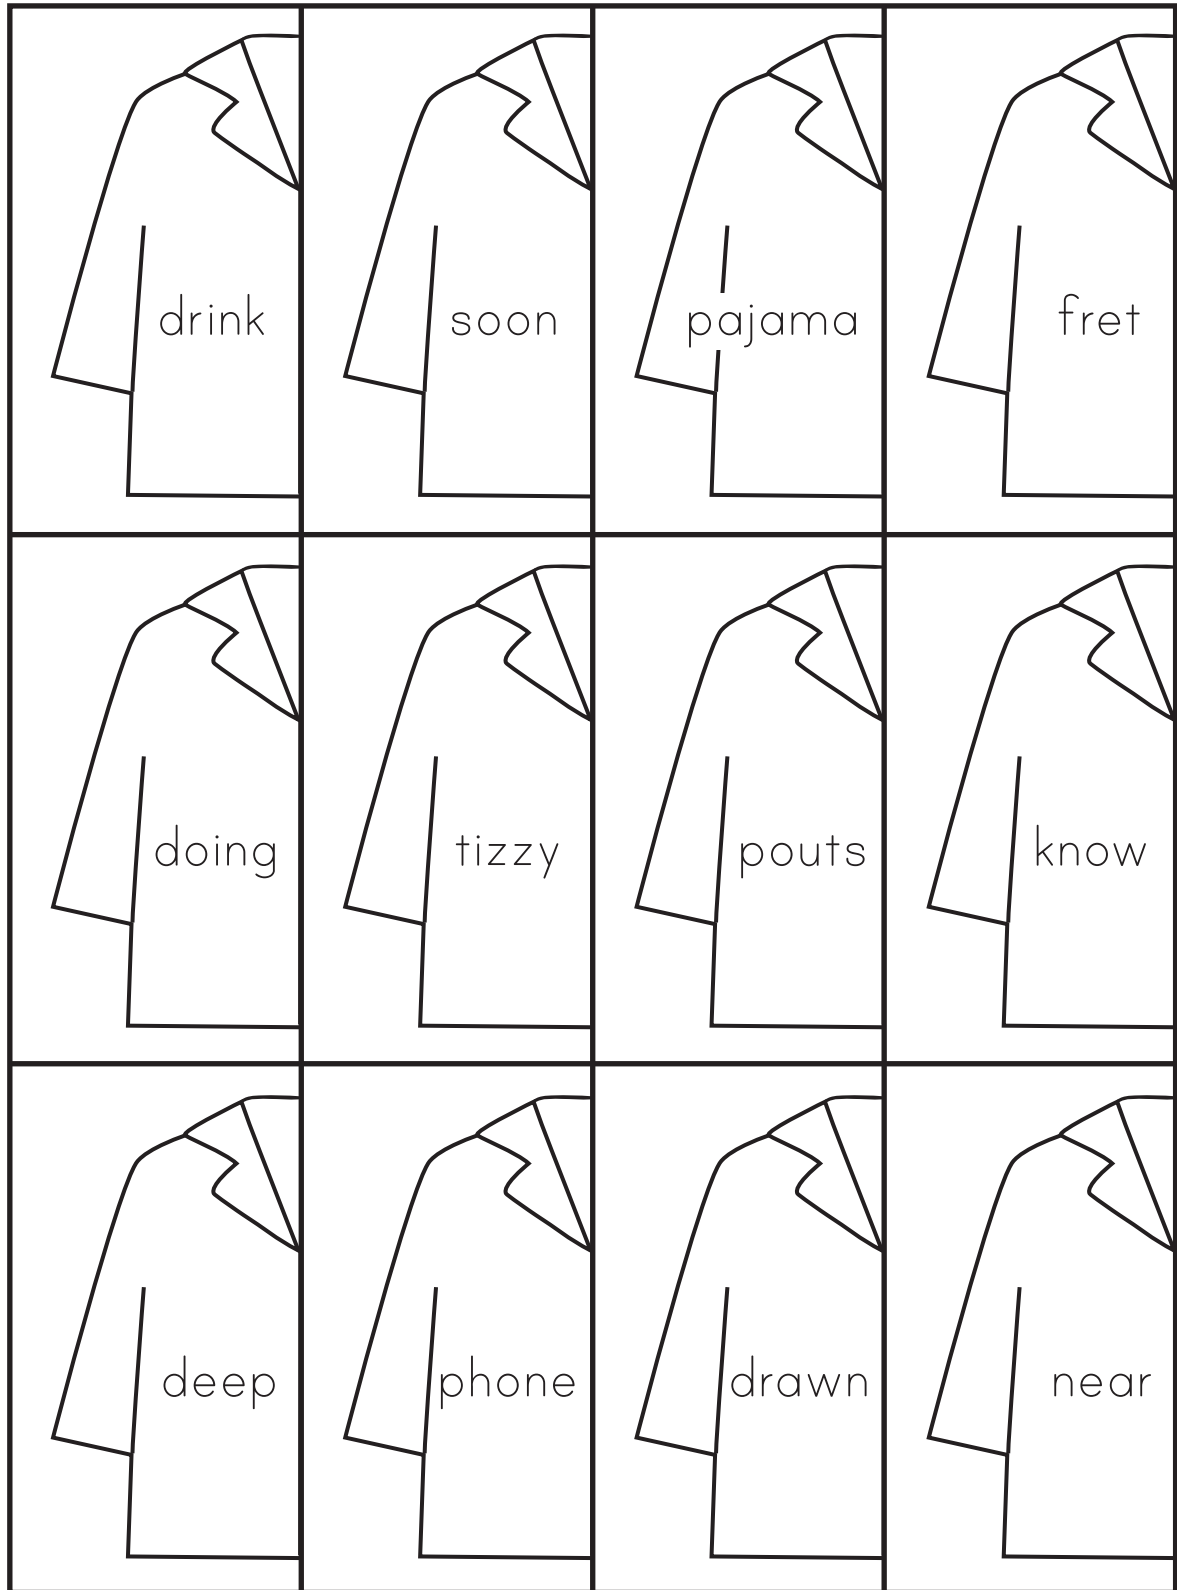 drink soon pajama fret
doing tizzy pouts know
deep phone drawn near